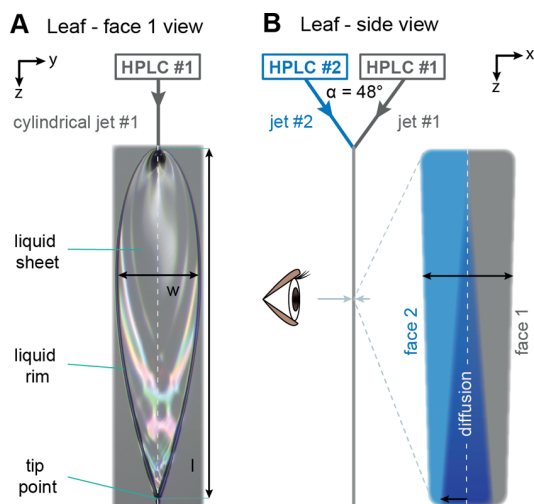 A Leaf - face 1 view
y
z
HPLC #1
cylindrical jet #1
liquid
sheet
w
liquid
rim
l
tip
point
B Leaf - side view
x
z
HPLC #2
HPLC #1
α = 48°
jet #2
jet #1
face 2
diffusion
face 1